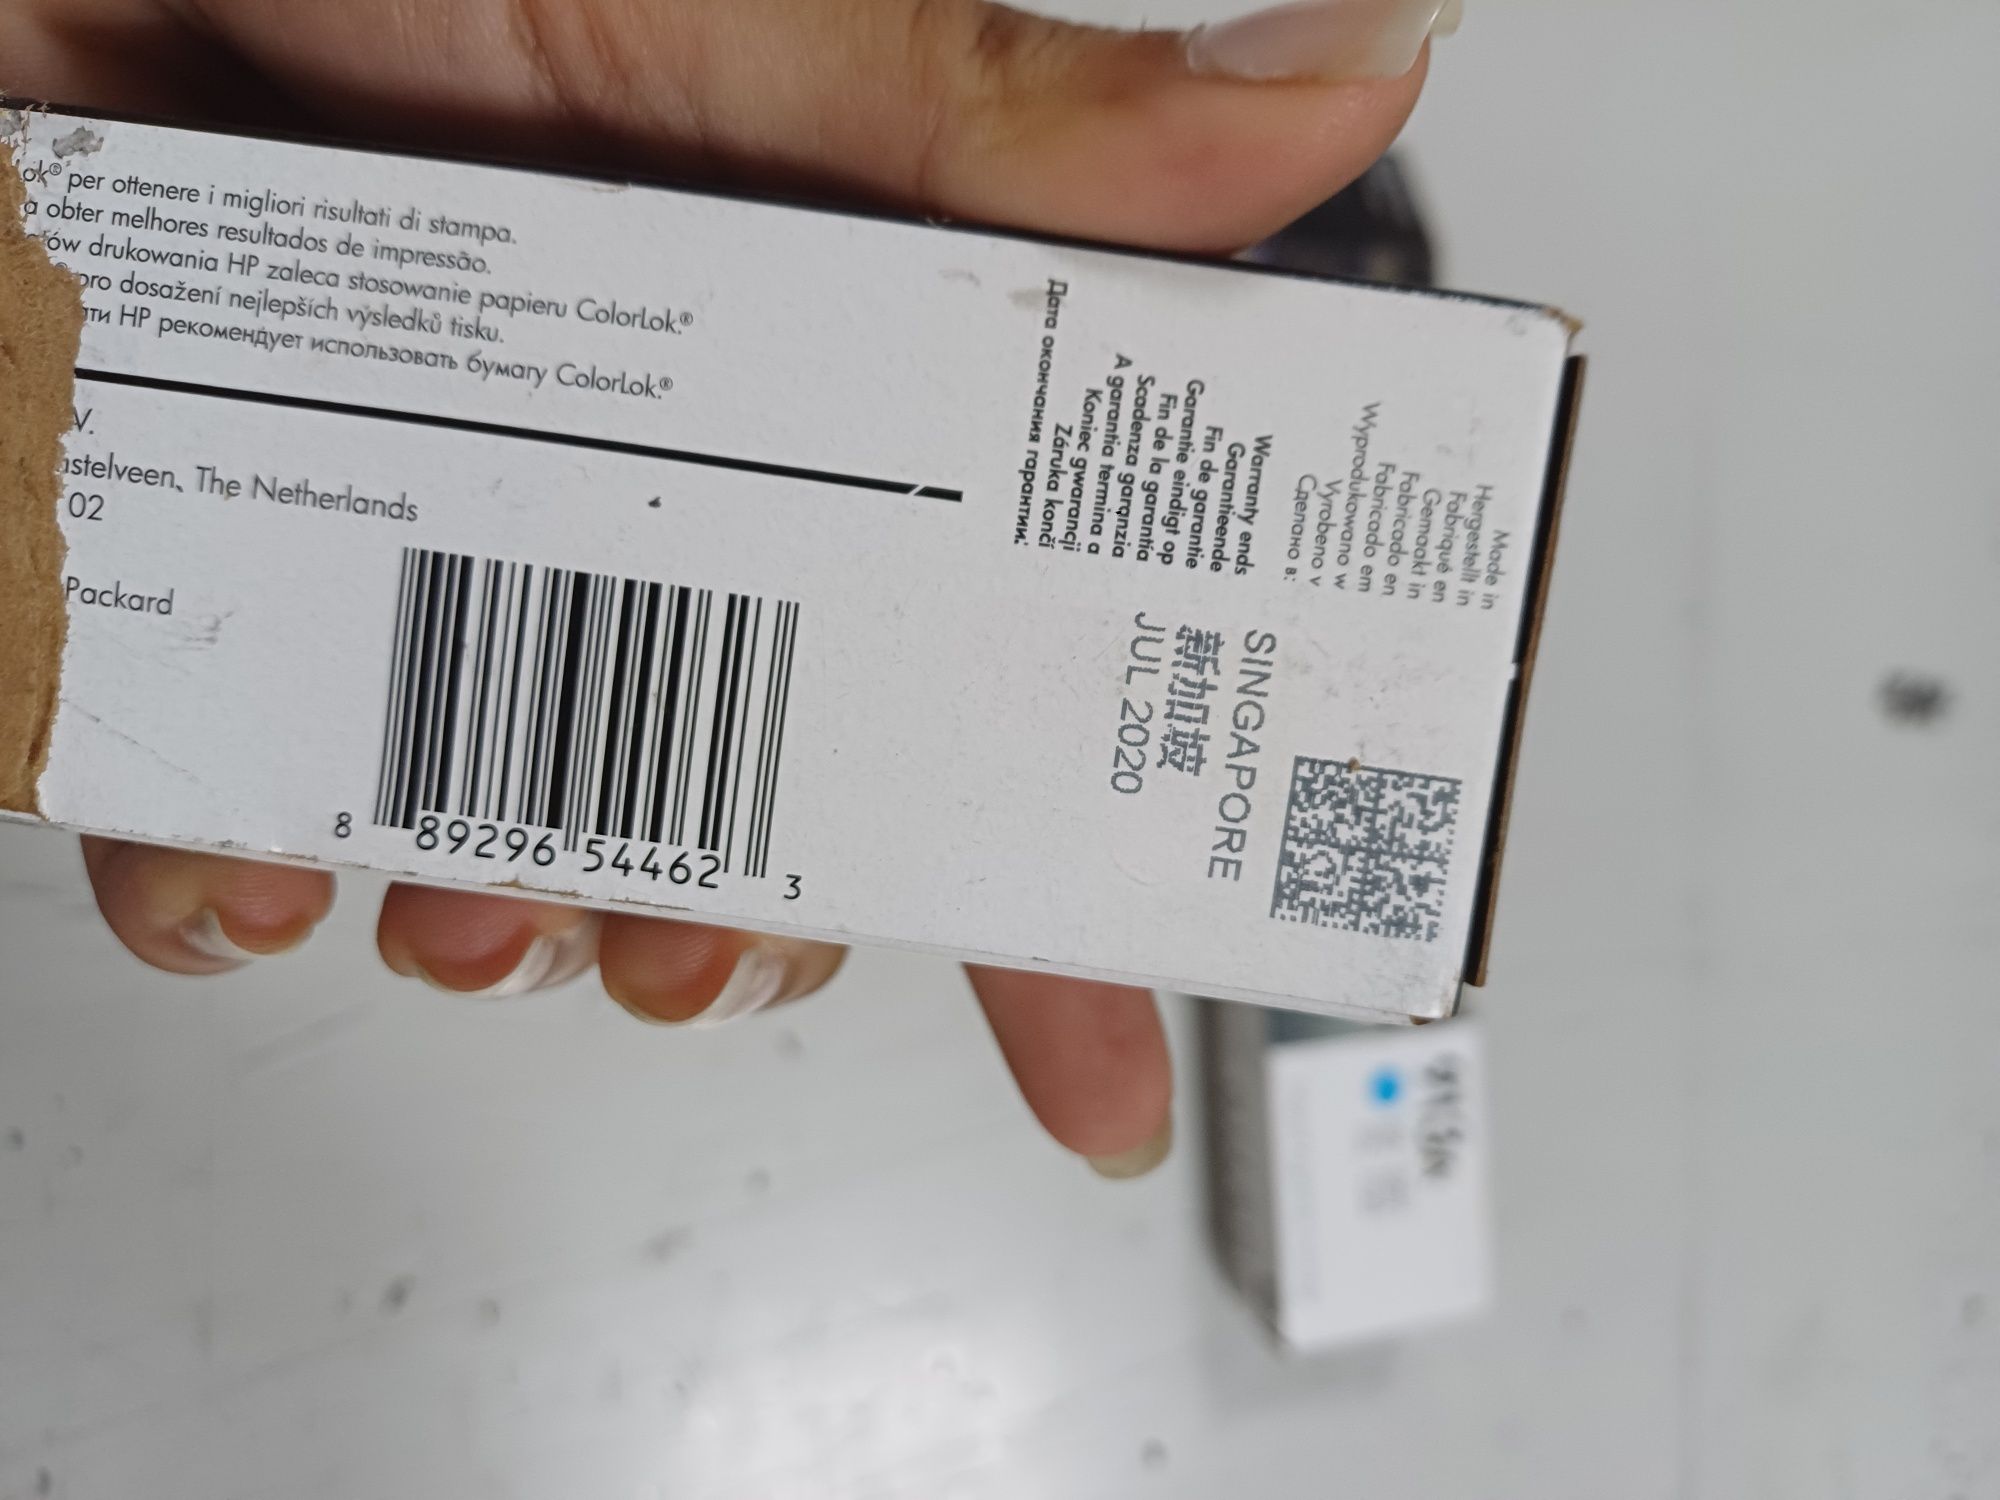 ok® per ottenere i migliori risultati di stampa.
a obter melhores resultados de impressão.
ów drukowania HP zaleca stosowanie papieru ColorLok.®
pro dosažení nejlepších výsledků tisku.
ти HP рекомендует использовать бумагу ColorLok.®
V.
stelveen, The Netherlands
02
Packard
8 89296 54462 3
Made in
Hergestellt in
Fabriqué en
Gemaakt in
Fabricado en
Fabricado em
Wyprodukowano w
Vyrobeno v
Сделано в:
SINGAPORE
新加坡
Warranty ends
Garantieende
Fin de garantie
Garantie eindigt op
Fin de la garantía
Scadenza garanzia
A garantia termina a
Koniec gwarancji
Záruka končí
Дата окончания гарантии:
JUL 2020